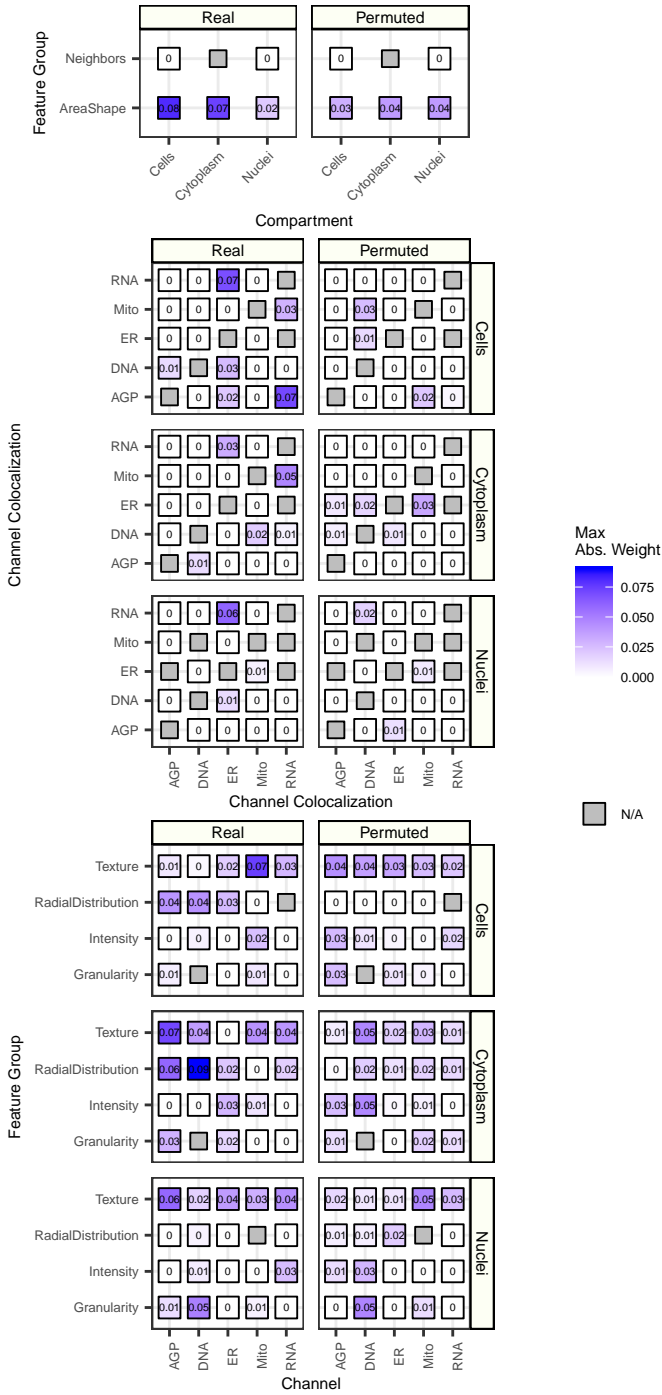 Real Permuted
Neighbors 0 0 0 0
AreaShape 0.08 0.07 0.02 0.03 0.04 0.04
Cells Cytoplasm Nuclei Cells Cytoplasm Nuclei
Feature Group
Compartment
Real Permuted
RNA 0 0 0.07 0 0 0 0 0
Mito 0 0 0 0.03 0 0.03 0 0
ER 0 0 0 0 0.01 0
DNA 0.01 0.03 0 0 0 0 0 0
AGP 0 0.02 0 0.07 0 0 0.02 0
Cells
RNA 0 0 0.03 0 0 0 0 0
Mito 0 0 0 0.05 0 0 0 0
ER 0 0 0 0.01 0.02 0.03
DNA 0 0 0.02 0.01 0.01 0.01 0 0
AGP 0.01 0 0 0 0 0 0 0
Cytoplasm
RNA 0 0 0.06 0 0 0.02 0 0
Mito 0 0 0 0
ER 0 0.01 0 0.01
DNA 0 0.01 0 0 0 0 0 0
AGP 0 0 0 0 0 0.01 0 0
Nuclei
AGP DNA ER Mito RNA AGP DNA ER Mito RNA
Channel Colocalization
Channel Colocalization
Max
Abs. Weight
0.075
0.050
0.025
0.000
N/A
Real Permuted
Texture 0.01 0 0.02 0.07 0.03 0.04 0.04 0.03 0.03 0.02
RadialDistribution 0.04 0.04 0.03 0 0 0 0 0
Intensity 0 0 0 0.02 0 0.03 0.01 0 0 0.02
Granularity 0.01 0 0.01 0 0.03 0.01 0 0
Cells
Texture 0.07 0.04 0 0.04 0.04 0.01 0.05 0.02 0.03 0.01
RadialDistribution 0.06 0.02 0 0.02 0 0.02 0.01 0.02 0.01
Intensity 0 0 0.03 0.01 0 0.03 0.05 0 0.01 0
Granularity 0.03 0.02 0 0 0.01 0 0.02 0.01
Cytoplasm
Texture 0.06 0.02 0.04 0.03 0.04 0.02 0.01 0.01 0.05 0.03
RadialDistribution 0 0 0 0 0.01 0.01 0.02 0
Intensity 0 0.01 0 0 0.03 0.01 0.03 0 0 0
Granularity 0.01 0.05 0 0.01 0 0 0.05 0 0.01 0
Nuclei
AGP DNA ER Mito RNA AGP DNA ER Mito RNA
Feature Group
Channel